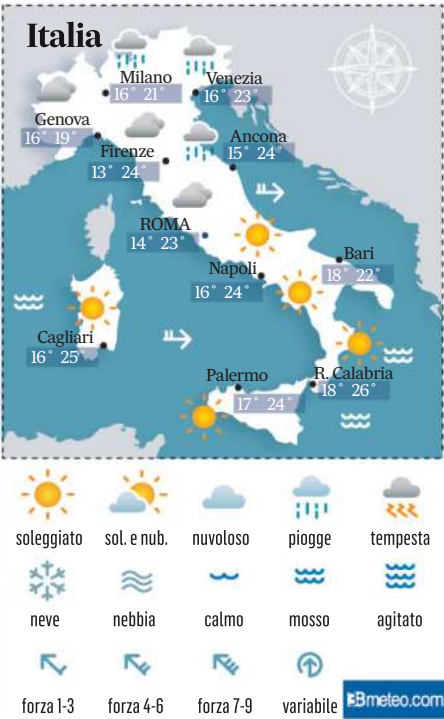 Italia
Milano
16° 21°
Venezia
16° 23°
Genova
16° 19°
Firenze
13° 24°
Ancona
15° 24°
ROMA
14° 23°
Napoli
16° 24°
Bari
18° 22°
Cagliari
16° 25°
Palermo
17° 24°
R. Calabria
18° 26°
soleggiato sol. e nub. nuvoloso piogge tempesta
neve nebbia calmo mosso agitato
forza 1-3 forza 4-6 forza 7-9 variabile
3Bmeteo.com